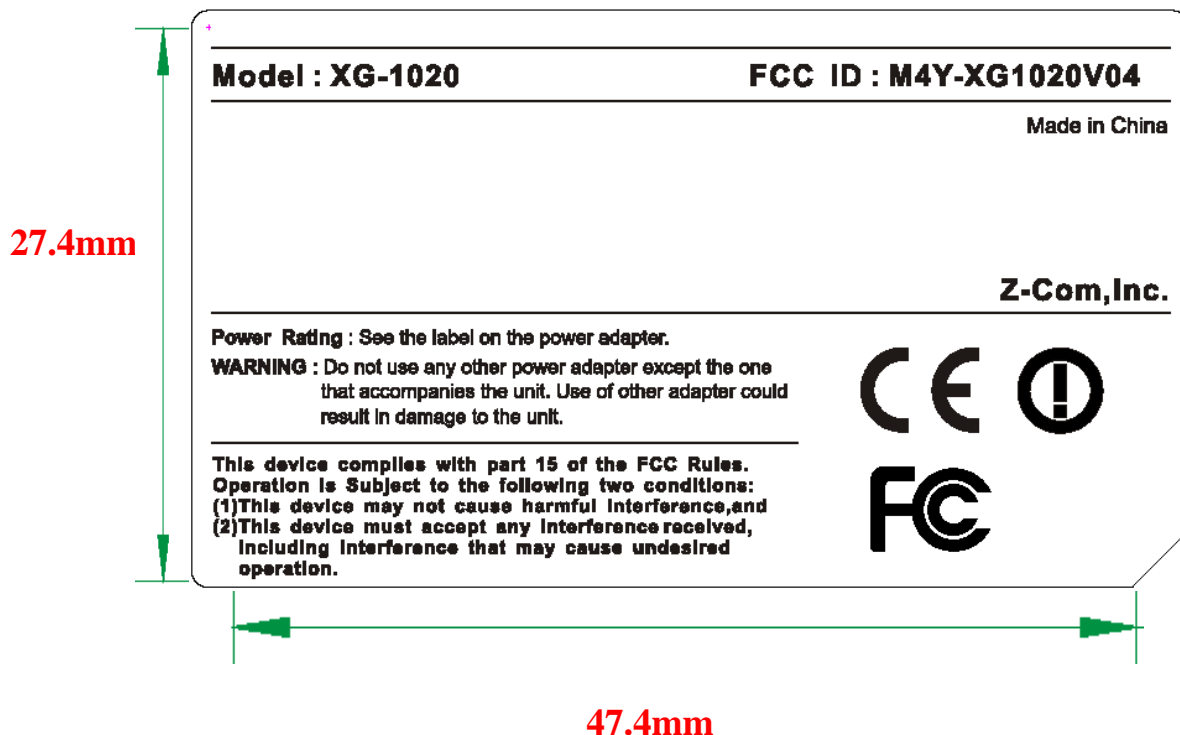 Model : XG-1020 FCC ID : M4Y-XG1020V04
Made in China
27.4mm
Z-Com,Inc.
Power Rating : See the label on the power adapter.
WARNING : Do not use any other power adapter except the one
that accompanies the unit. Use of other adapter could
result in damage to the unit.
CE
This device complies with part 15 of the FCC Rules.
Operation is Subject to the following two conditions:
(1)This device may not cause harmful interference,and
(2)This device must accept any interference received,
including interference that may cause undesired
operation.
FC
47.4mm